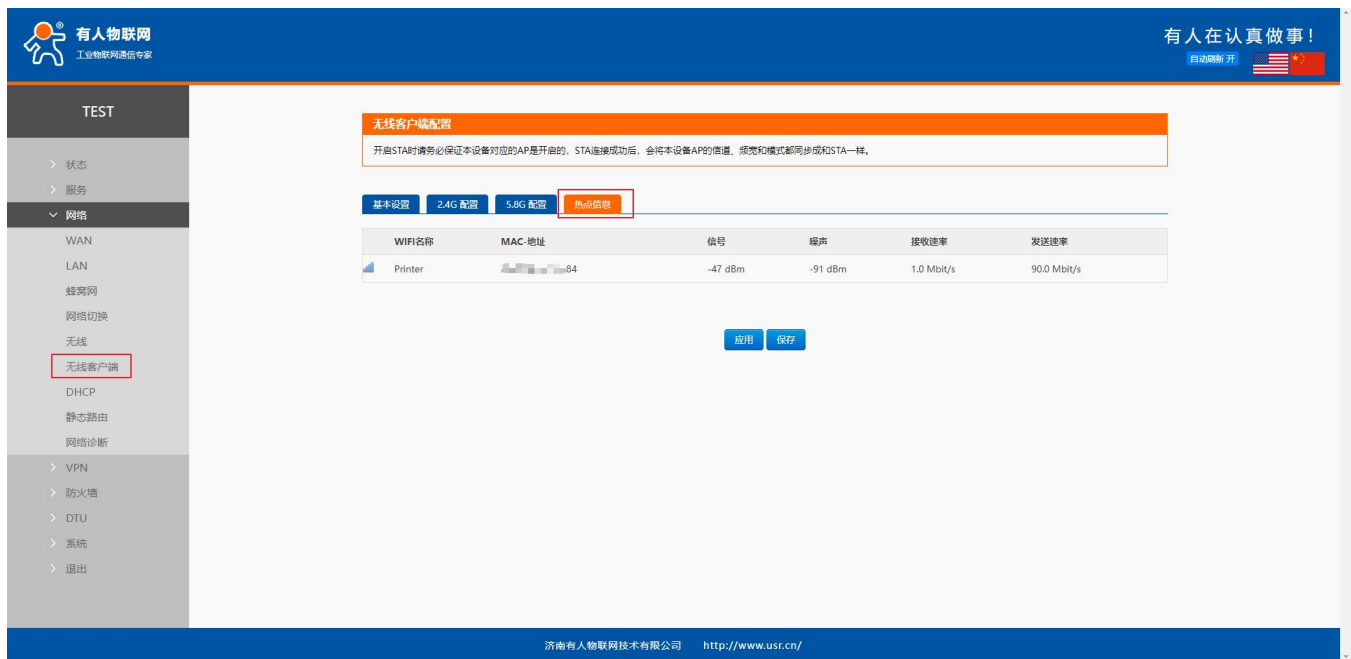 有人物联网
工业物联网通信专家
有人在认真做事!
自动刷新 开
TEST
状态
服务
网络
WAN
LAN
蜂窝网
网络切换
无线
无线客户端
DHCP
静态路由
网络诊断
VPN
防火墙
DTU
系统
退出
无线客户端配置
开启STA时请务必保证本设备对应的AP是开启的, STA连接成功后, 会将本设备AP的信道、频宽和模式都同步成和STA一样。
基本设置 2.4G 配置 5.8G 配置 热点信息
WIFI名称 MAC-地址 信号 噪声 接收速率 发送速率
Printer 84 -47 dBm -91 dBm 1.0 Mbit/s 90.0 Mbit/s
应用 保存
济南有人物联网技术有限公司 http://www.usr.cn/